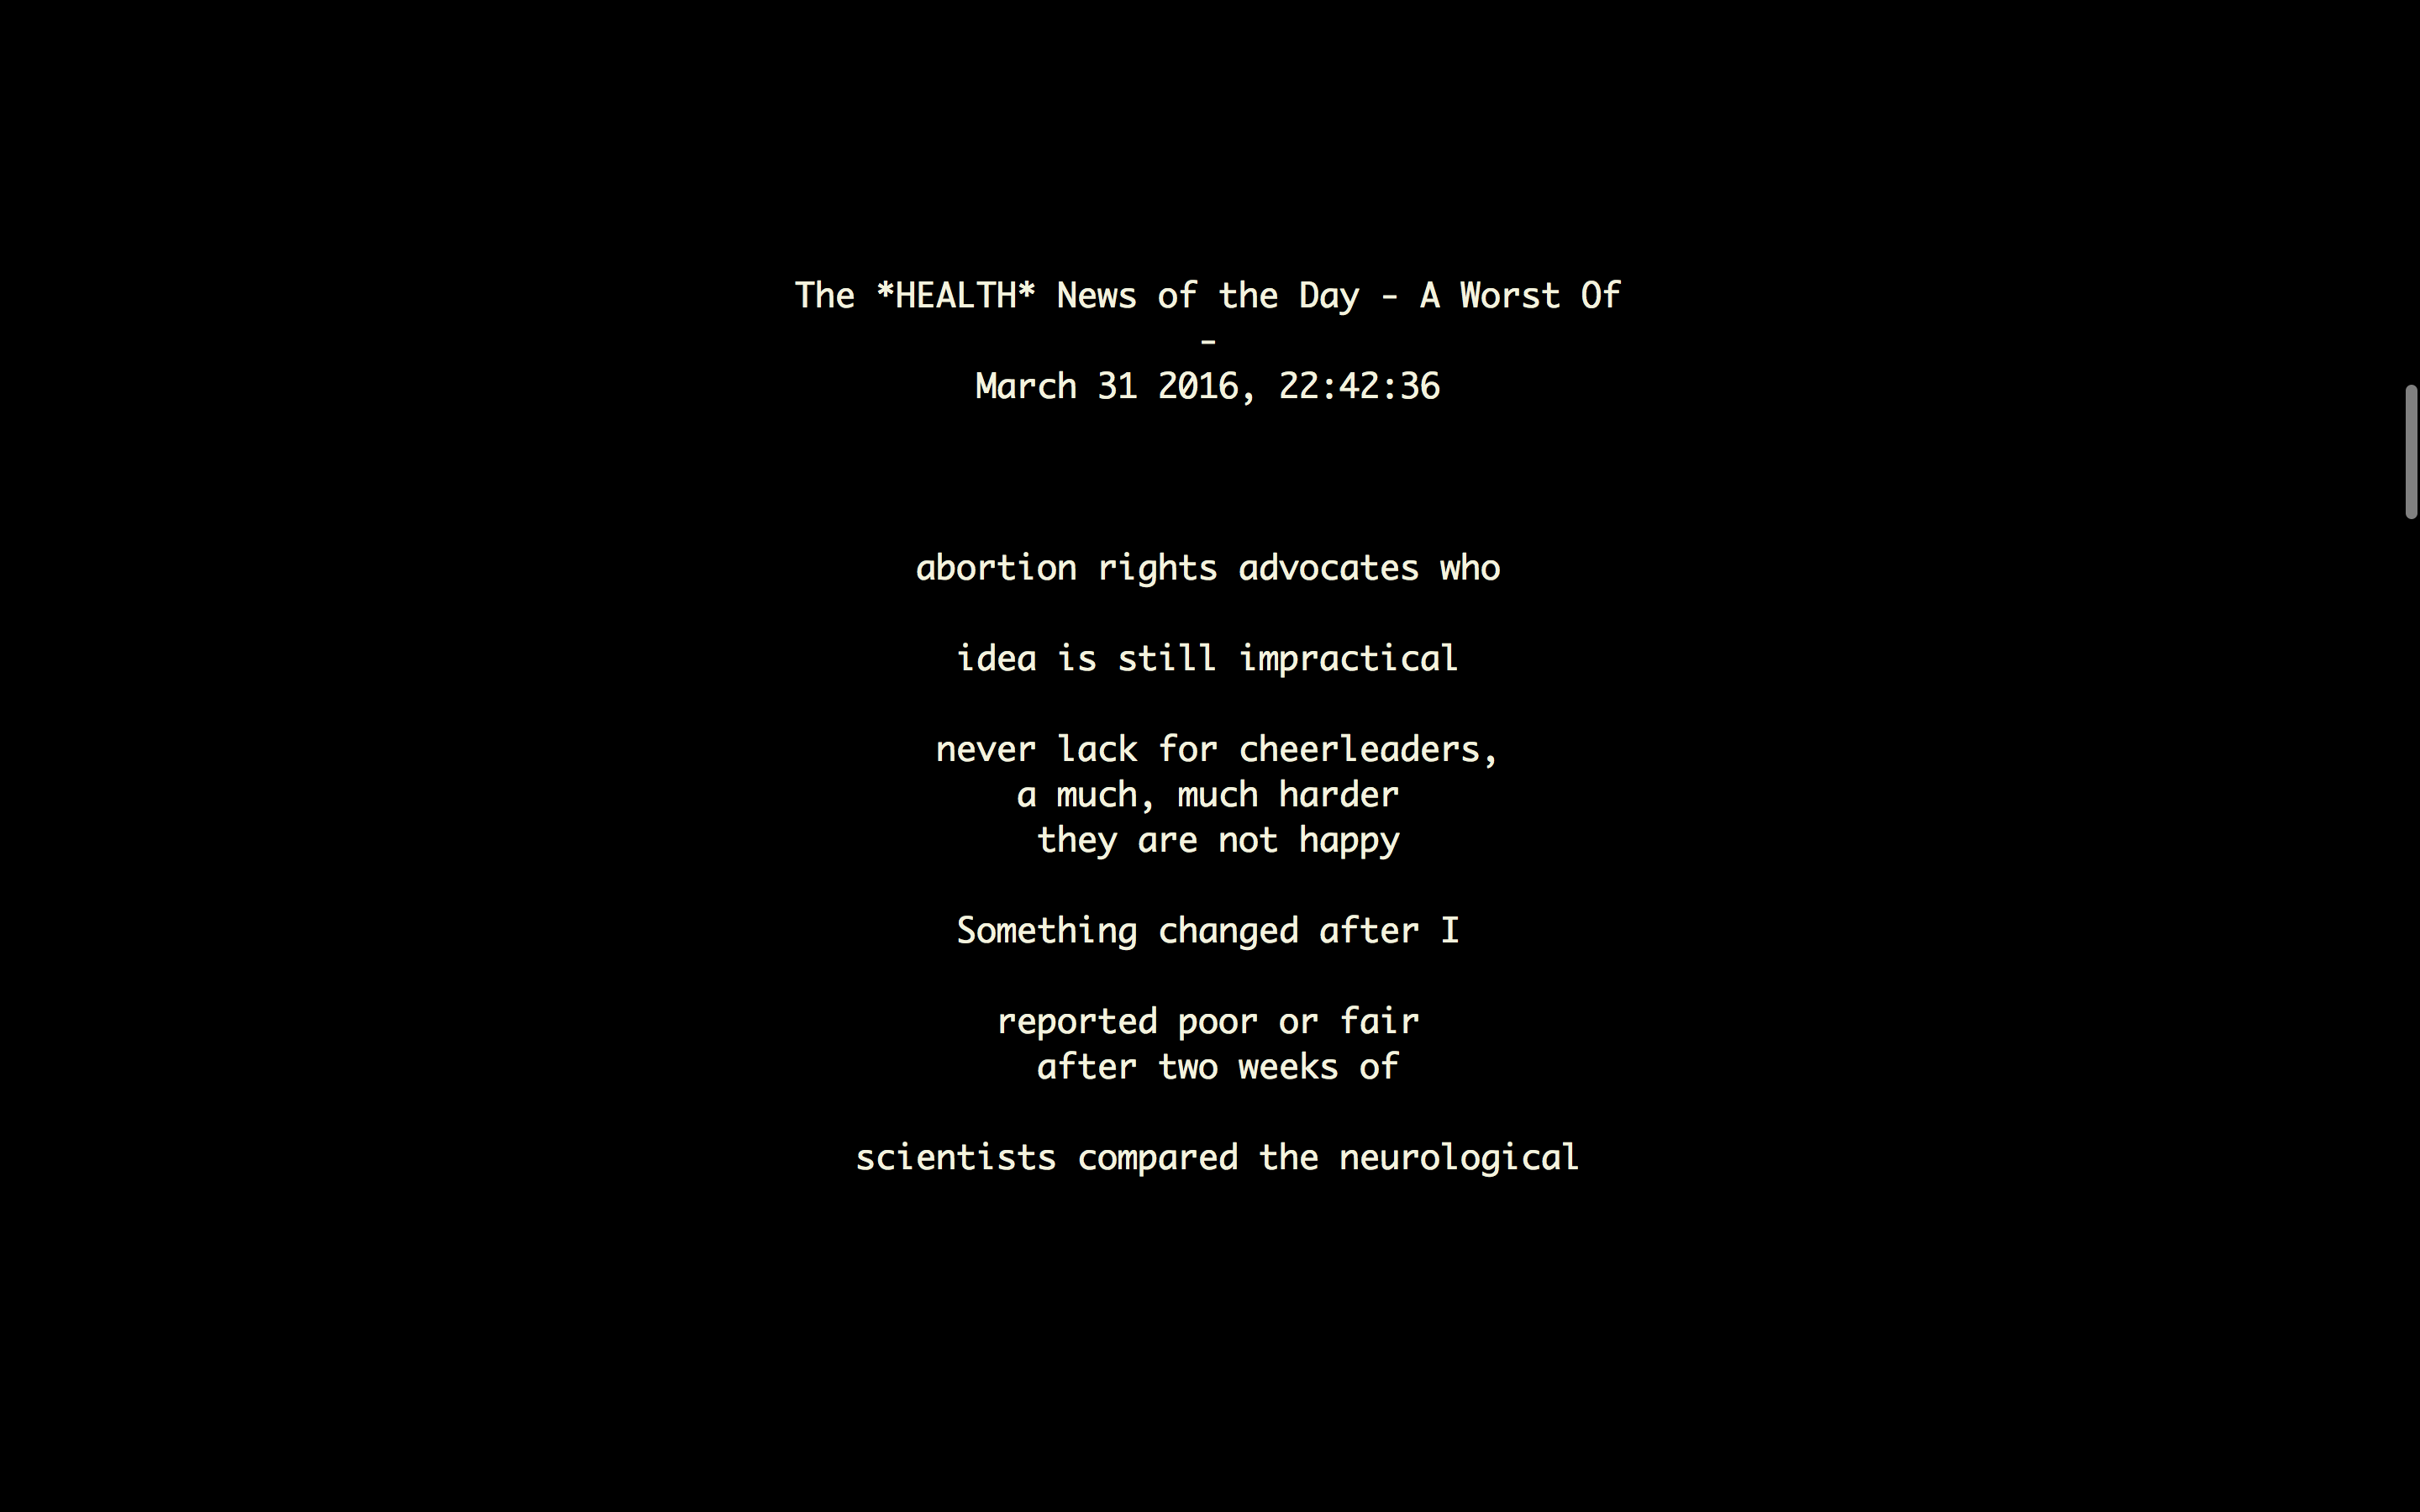 The *HEALTH* News of the Day - A Worst Of
-
March 31 2016, 22:42:36
abortion rights advocates who
idea is still impractical
never lack for cheerleaders,
a much, much harder
they are not happy
Something changed after I
reported poor or fair
after two weeks of
scientists compared the neurological